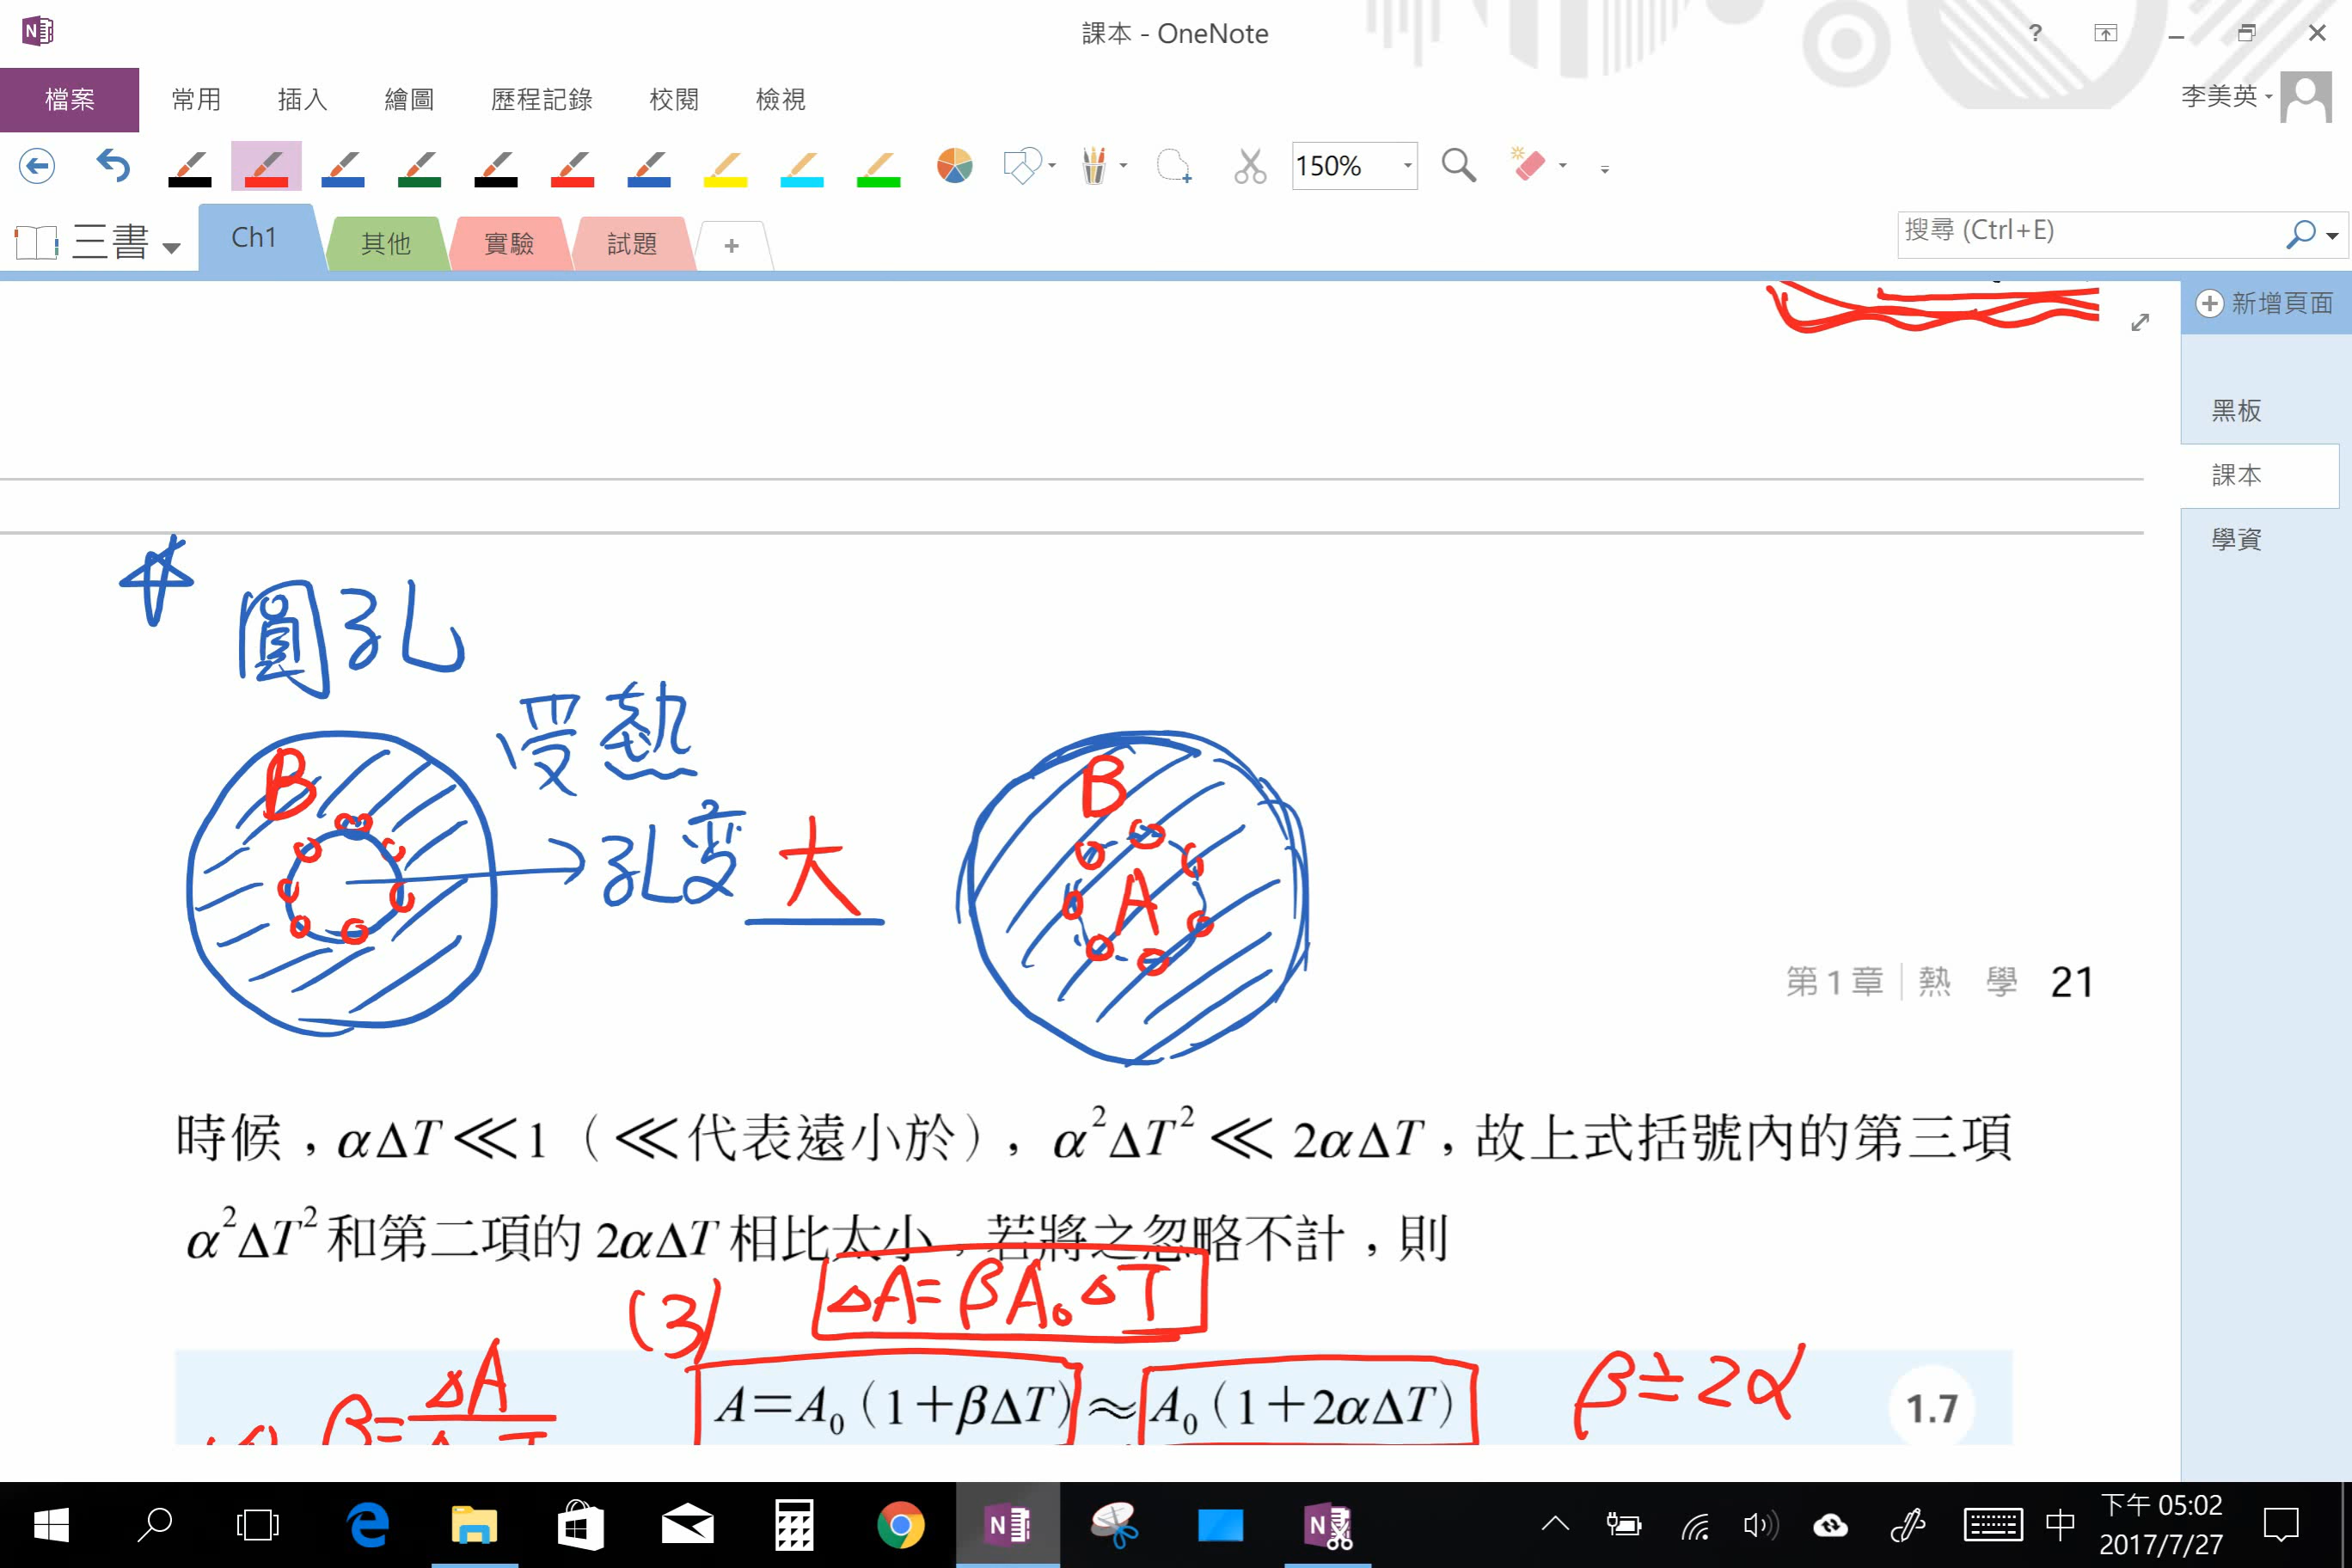 課本 - OneNote
?
檔案 常用 插入 繪圖 歷程記錄 校閱 檢視 李美英
150%
三書 Ch1 其他 實驗 試題 +
搜尋 (Ctrl+E)
新增頁面
黑板
課本
學資
圓孔
受熱
孔變大
B
B
A
第1章 熱 學 21
時候，αΔT≪1（≪代表遠小於），α²ΔT²≪2αΔT，故上式括號內的第三項
α²ΔT²和第二項的2αΔT相比太小，若將之忽略不計，則
(3) ΔA=βA₀ΔT
β=ΔA
A=A₀(1+βΔT)≈A₀(1+2αΔT) β≐2α 1.7
中
下午 05:02
2017/7/27